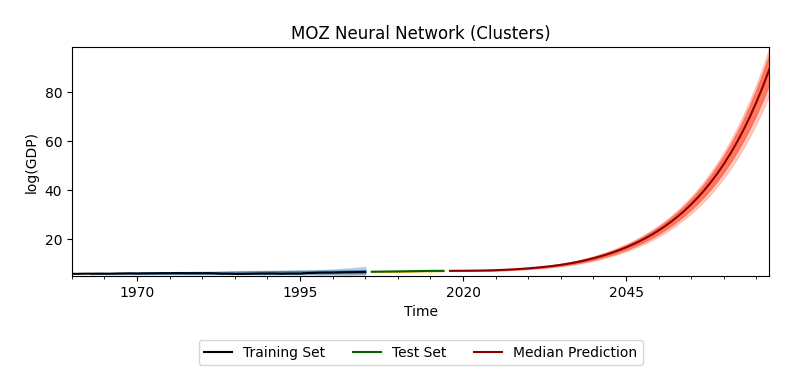 MOZ Neural Network (Clusters)
log(GDP)
80
60
40
20
1970 1995 2020 2045
Time
Training Set Test Set Median Prediction